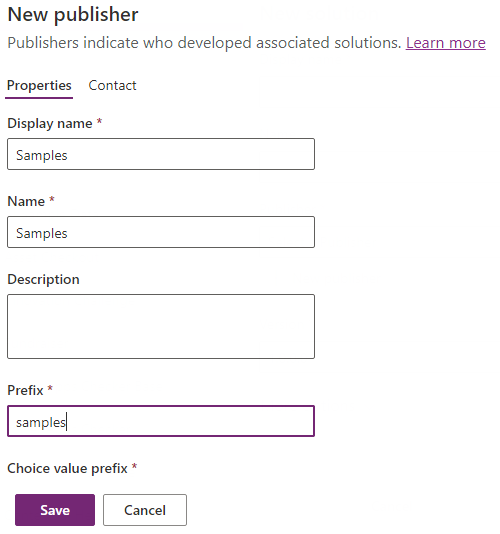 New publisher
Publishers indicate who developed associated solutions. Learn more
Properties Contact
Display name *
Samples
Name *
Samples
Description
Prefix *
samples
Choice value prefix *
Save Cancel